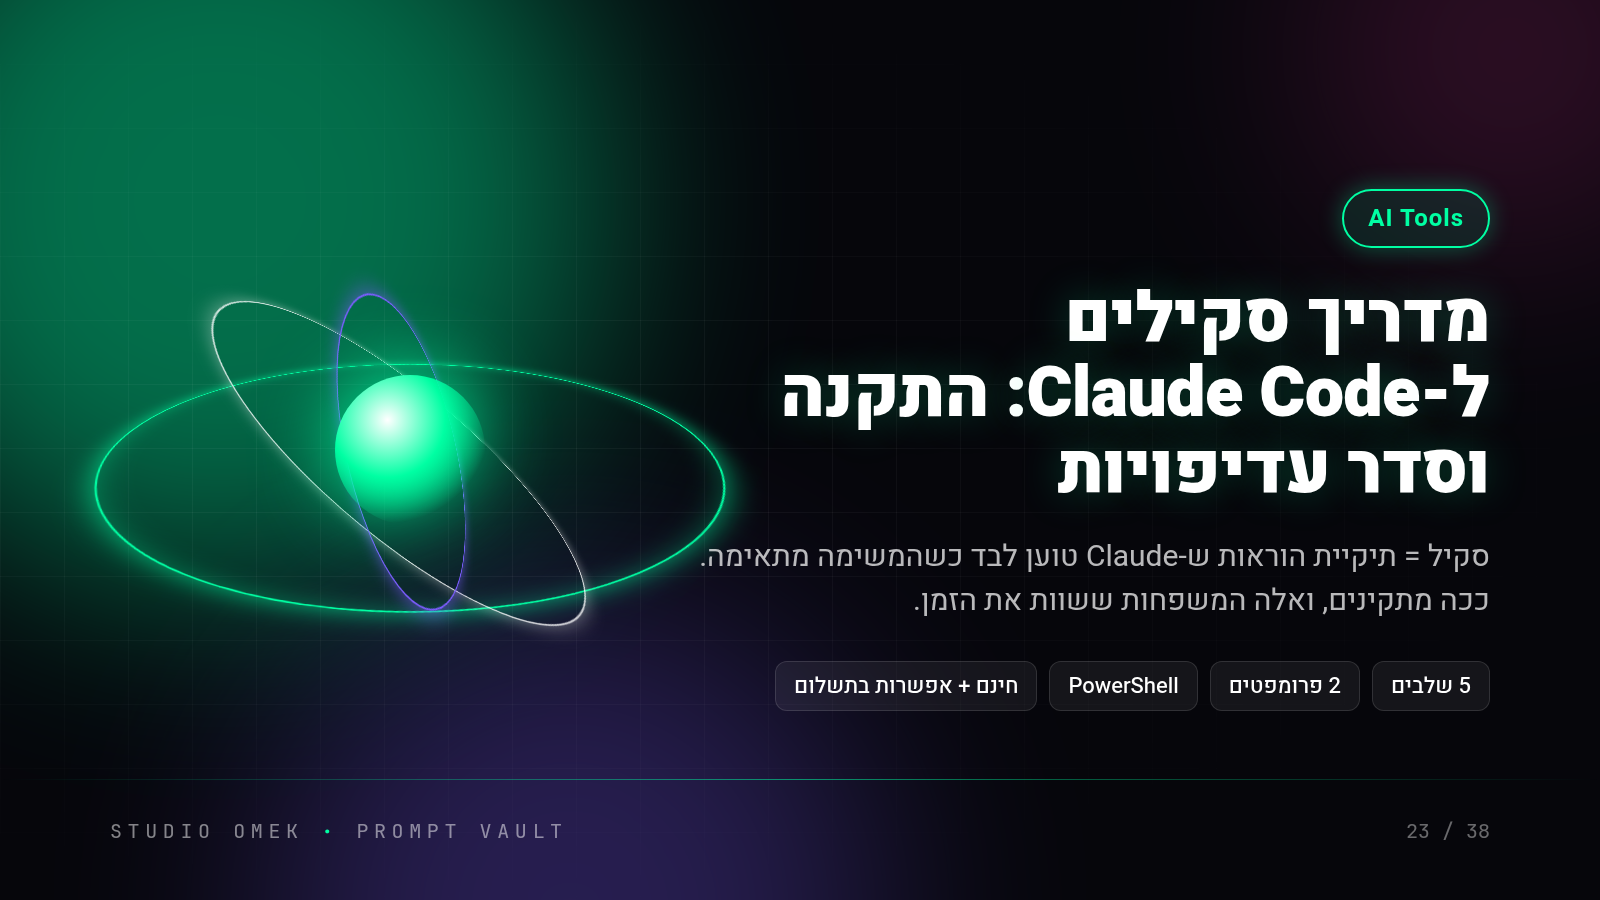 AI Tools
מדריך סקילים
ל-Claude Code: התקנה
וסדר עדיפויות
סקיל = תיקיית הוראות ש-Claude טוען לבד כשהמשימה מתאימה.
ככה מתקינים, ואלה המשפחות ששוות את הזמן.
5 שלבים
2 פרומפטים
PowerShell
חינם + אפשרות בתשלום
STUDIO OMEK • PROMPT VAULT
23 / 38